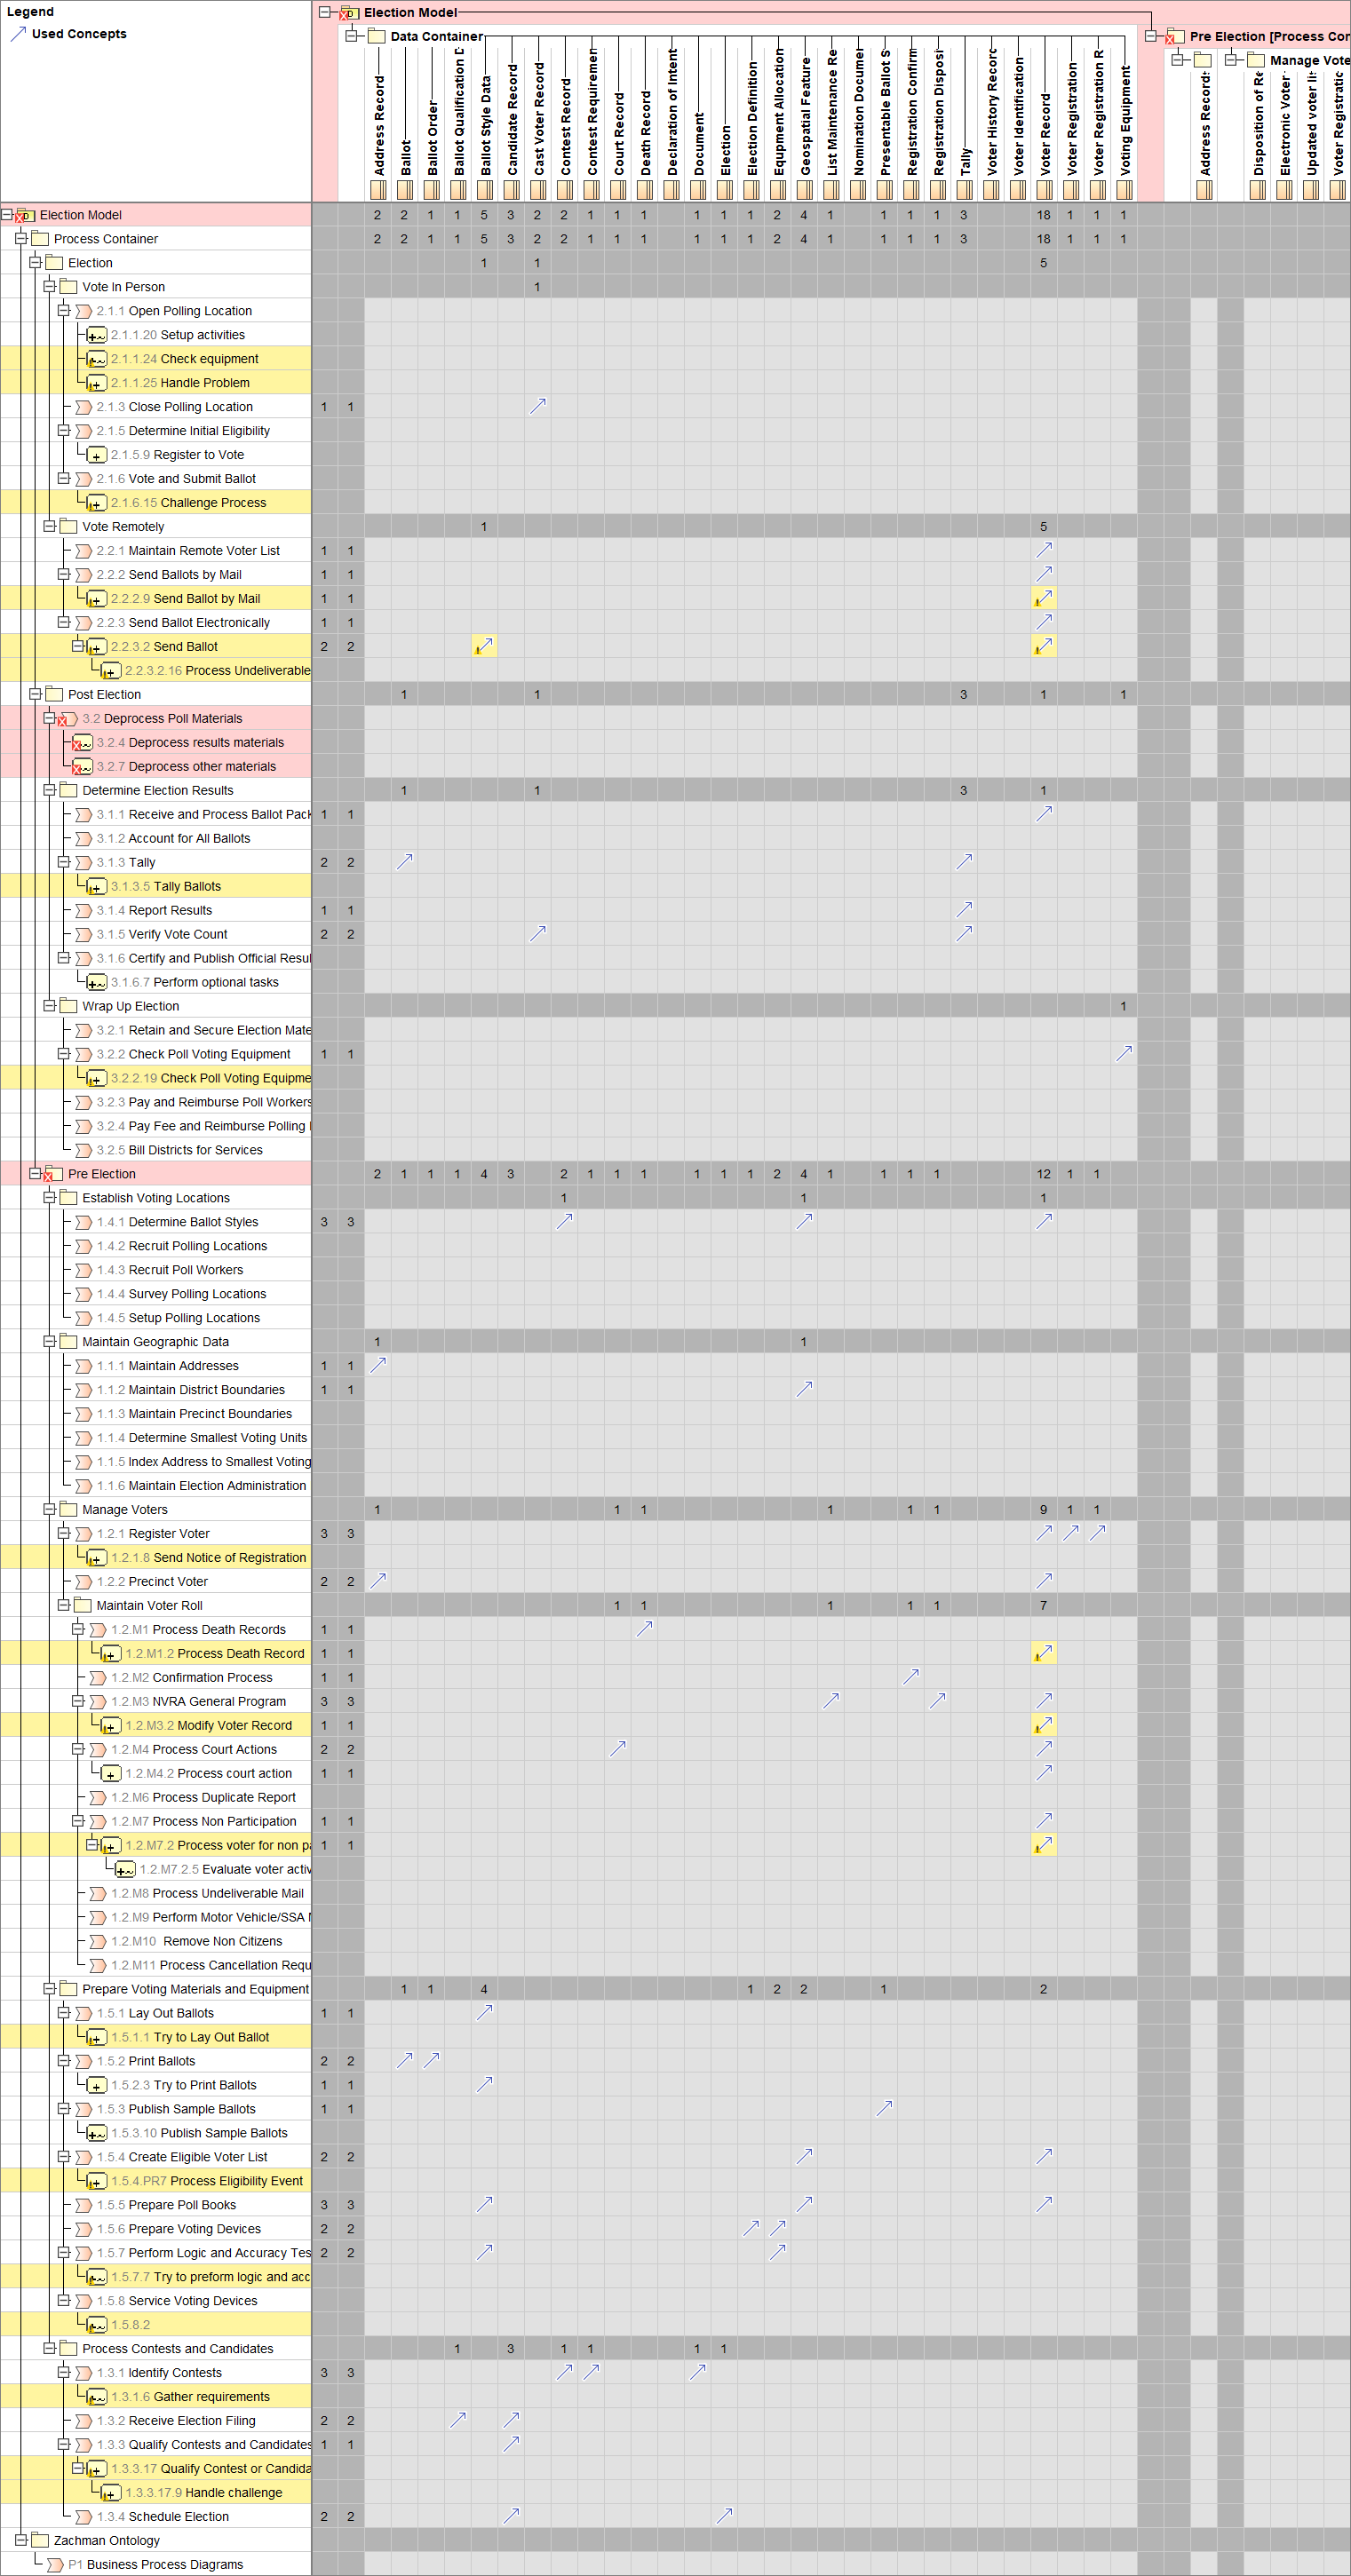 Legend
Used Concepts
Election Model
Data Container
Pre Election [Process Cor
Manage Vote
Address Record
Ballot
Ballot Order
Ballot Qualification D
Ballot Style Data
Candidate Record
Cast Voter Record
Contest Record
Contest Requiremen
Court Record
Death Record
Declaration of Intent
Document
Election
Election Definition
Equpment Allocation
Geospatial Feature
List Maintenance Re
Nomination Documer
Presentable Ballot S
Registration Confirm
Registration Disposi
Tally
Voter History Record
Voter Identification
Voter Record
Voter Registration
Voter Registration R
Voting Equipment
Address Record
Disposition of Re
Electronic Voter
Updated voter li
Voter Registratic
Election Model 2 2 1 1 5 3 2 2 1 1 1 1 1 1 2 4 1 1 1 1 3 18 1 1 1
Process Container 2 2 1 1 5 3 2 2 1 1 1 1 1 1 2 4 1 1 1 1 3 18 1 1 1
Election 1 1 5
Vote In Person 1
2.1.1 Open Polling Location
2.1.1.20 Setup activities
2.1.1.24 Check equipment
2.1.1.25 Handle Problem
2.1.3 Close Polling Location 1 1
2.1.5 Determine Initial Eligibility
2.1.5.9 Register to Vote
2.1.6 Vote and Submit Ballot
2.1.6.15 Challenge Process
Vote Remotely 1 5
2.2.1 Maintain Remote Voter List 1 1
2.2.2 Send Ballots by Mail 1 1
2.2.2.9 Send Ballot by Mail 1 1
2.2.3 Send Ballot Electronically 1 1
2.2.3.2 Send Ballot 2 2
2.2.3.2.16 Process Undeliverable
Post Election 1 1 3 1 1
3.2 Deprocess Poll Materials
3.2.4 Deprocess results materials
3.2.7 Deprocess other materials
Determine Election Results 1 1 3 1
3.1.1 Receive and Process Ballot Pack 1 1
3.1.2 Account for All Ballots
3.1.3 Tally 2 2
3.1.3.5 Tally Ballots
3.1.4 Report Results 1 1
3.1.5 Verify Vote Count 2 2
3.1.6 Certify and Publish Official Resul
3.1.6.7 Perform optional tasks
Wrap Up Election 1
3.2.1 Retain and Secure Election Mate
3.2.2 Check Poll Voting Equipment 1 1
3.2.2.19 Check Poll Voting Equipme
3.2.3 Pay and Reimburse Poll Workers
3.2.4 Pay Fee and Reimburse Polling
3.2.5 Bill Districts for Services
Pre Election 2 1 1 1 4 3 2 1 1 1 1 1 1 2 4 1 1 1 1 12 1 1
Establish Voting Locations 1 1 1
1.4.1 Determine Ballot Styles 3 3
1.4.2 Recruit Polling Locations
1.4.3 Recruit Poll Workers
1.4.4 Survey Polling Locations
1.4.5 Setup Polling Locations
Maintain Geographic Data 1 1
1.1.1 Maintain Addresses 1 1
1.1.2 Maintain District Boundaries 1 1
1.1.3 Maintain Precinct Boundaries
1.1.4 Determine Smallest Voting Units
1.1.5 Index Address to Smallest Voting
1.1.6 Maintain Election Administration
Manage Voters 1 1 1 1 1 1 9 1 1
1.2.1 Register Voter 3 3
1.2.1.8 Send Notice of Registration
1.2.2 Precinct Voter 2 2
Maintain Voter Roll 1 1 1 1 1 7
1.2.M1 Process Death Records 1 1
1.2.M1.2 Process Death Record 1 1
1.2.M2 Confirmation Process 1 1
1.2.M3 NVRA General Program 3 3
1.2.M3.2 Modify Voter Record 1 1
1.2.M4 Process Court Actions 2 2
1.2.M4.2 Process court action 1 1
1.2.M6 Process Duplicate Report
1.2.M7 Process Non Participation 1 1
1.2.M7.2 Process voter for non pa 1 1
1.2.M7.2.5 Evaluate voter activ
1.2.M8 Process Undeliverable Mail
1.2.M9 Perform Motor Vehicle/SSA
1.2.M10 Remove Non Citizens
1.2.M11 Process Cancellation Requ
Prepare Voting Materials and Equipment 1 1 4 1 2 2 1 2
1.5.1 Lay Out Ballots 1 1
1.5.1.1 Try to Lay Out Ballot
1.5.2 Print Ballots 2 2
1.5.2.3 Try to Print Ballots 1 1
1.5.3 Publish Sample Ballots 1 1
1.5.3.10 Publish Sample Ballots
1.5.4 Create Eligible Voter List 2 2
1.5.4.PR7 Process Eligibility Event
1.5.5 Prepare Poll Books 3 3
1.5.6 Prepare Voting Devices 2 2
1.5.7 Perform Logic and Accuracy Tes 2 2
1.5.7.7 Try to preform logic and acc
1.5.8 Service Voting Devices
1.5.8.2
Process Contests and Candidates 1 3 1 1 1 1
1.3.1 Identify Contests 3 3
1.3.1.6 Gather requirements
1.3.2 Receive Election Filing 2 2
1.3.3 Qualify Contests and Candidates 1 1
1.3.3.17 Qualify Contest or Candida
1.3.3.17.9 Handle challenge
1.3.4 Schedule Election 2 2
Zachman Ontology
P1 Business Process Diagrams